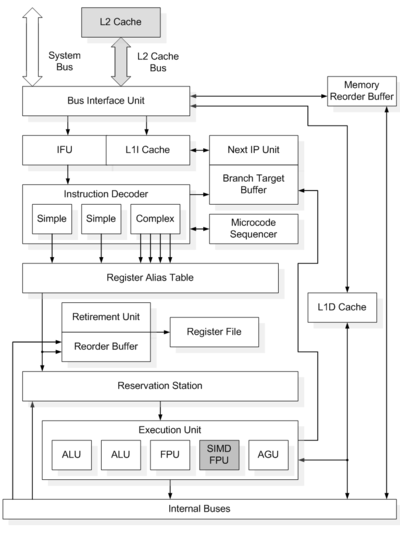 L2 Cache
System
Bus
L2 Cache
Bus
Bus Interface Unit
Memory
Reorder Buffer
IFU
L1I Cache
Next IP Unit
Branch Target
Buffer
Instruction Decoder
Simple
Simple
Complex
Microcode
Sequencer
Register Alias Table
L1D Cache
Retirement Unit
Register File
Reorder Buffer
Reservation Station
Execution Unit
ALU
ALU
FPU
SIMD
FPU
AGU
Internal Buses